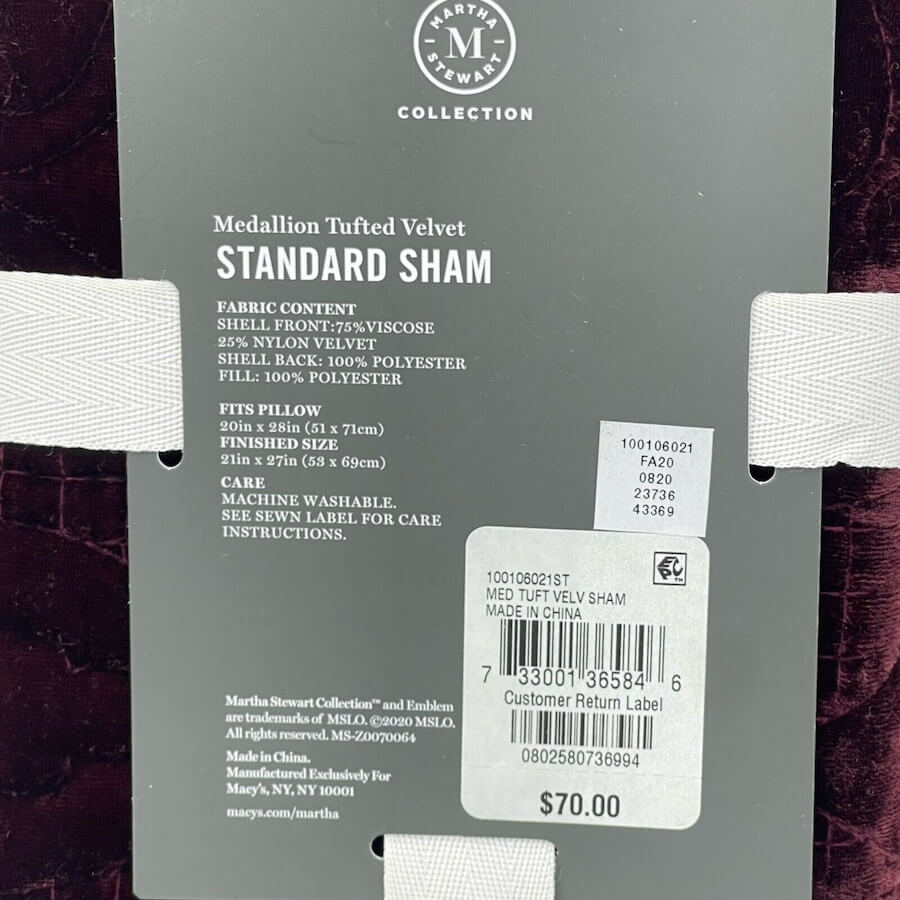 MARTHA
M
STEWART
COLLECTION
Medallion Tufted Velvet
STANDARD SHAM
FABRIC CONTENT
SHELL FRONT:75%VISCOSE
25% NYLON VELVET
SHELL BACK: 100% POLYESTER
FILL: 100% POLYESTER
FITS PILLOW
20in x 28in (51 x 71cm)
FINISHED SIZE
21in x 27in (53 x 69cm)
CARE
MACHINE WASHABLE.
SEE SEWN LABEL FOR CARE
INSTRUCTIONS.
100106021
FA20
0820
23736
43369
EPC™
100106021ST
MED TUFT VELV SHAM
MADE IN CHINA
7 33001 36584 6
Customer Return Label
0802580736994
$70.00
Martha Stewart Collection™ and Emblem
are trademarks of MSLO. ©2020 MSLO.
All rights reserved. MS-Z0070064
Made in China.
Manufactured Exclusively For
Macy's, NY, NY 10001
macys.com/martha